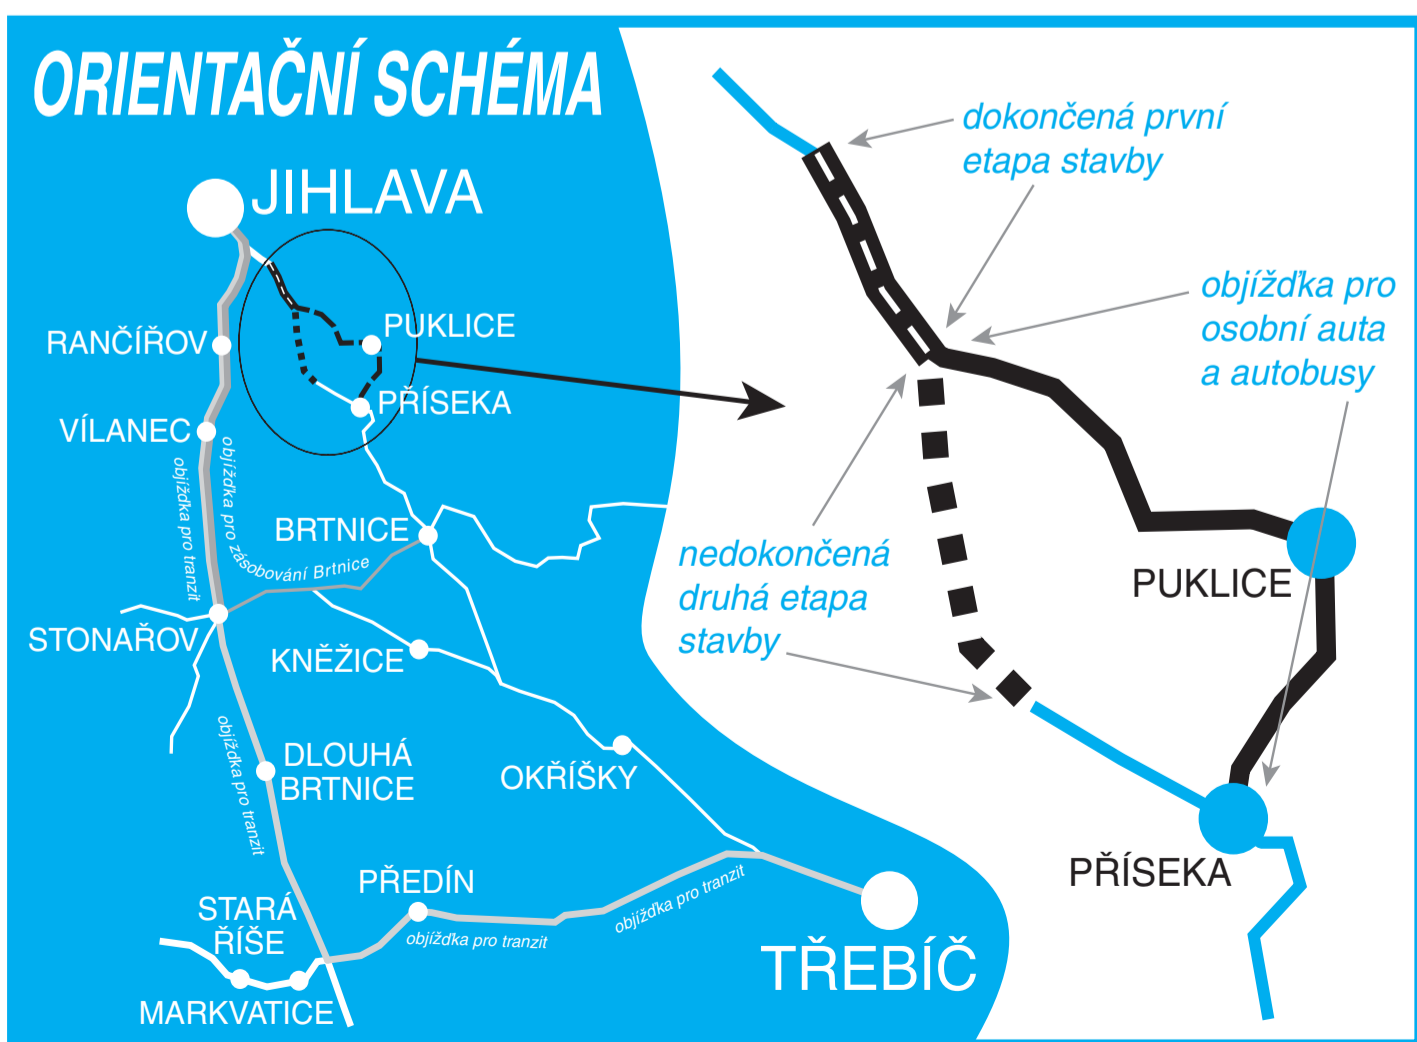 ORIENTAČNÍ SCHÉMA
JIHLAVA
RANČÍŘOV
PUKLICE
PŘÍSEKA
VÍLANEC
objížďka pro tranzit
objížďka pro zásobování Brtnice
BRTNICE
STONAŘOV
KNĚŽICE
objížďka pro tranzit
DLOUHÁ
BRTNICE
OKŘÍŠKY
PŘEDÍN
STARÁ
ŘÍŠE
MARKVATICE
objížďka pro tranzit
objížďka pro tranzit
TŘEBÍČ
dokončená první
etapa stavby
objížďka pro
osobní auta
a autobusy
nedokončená
druhá etapa
stavby
PUKLICE
PŘÍSEKA